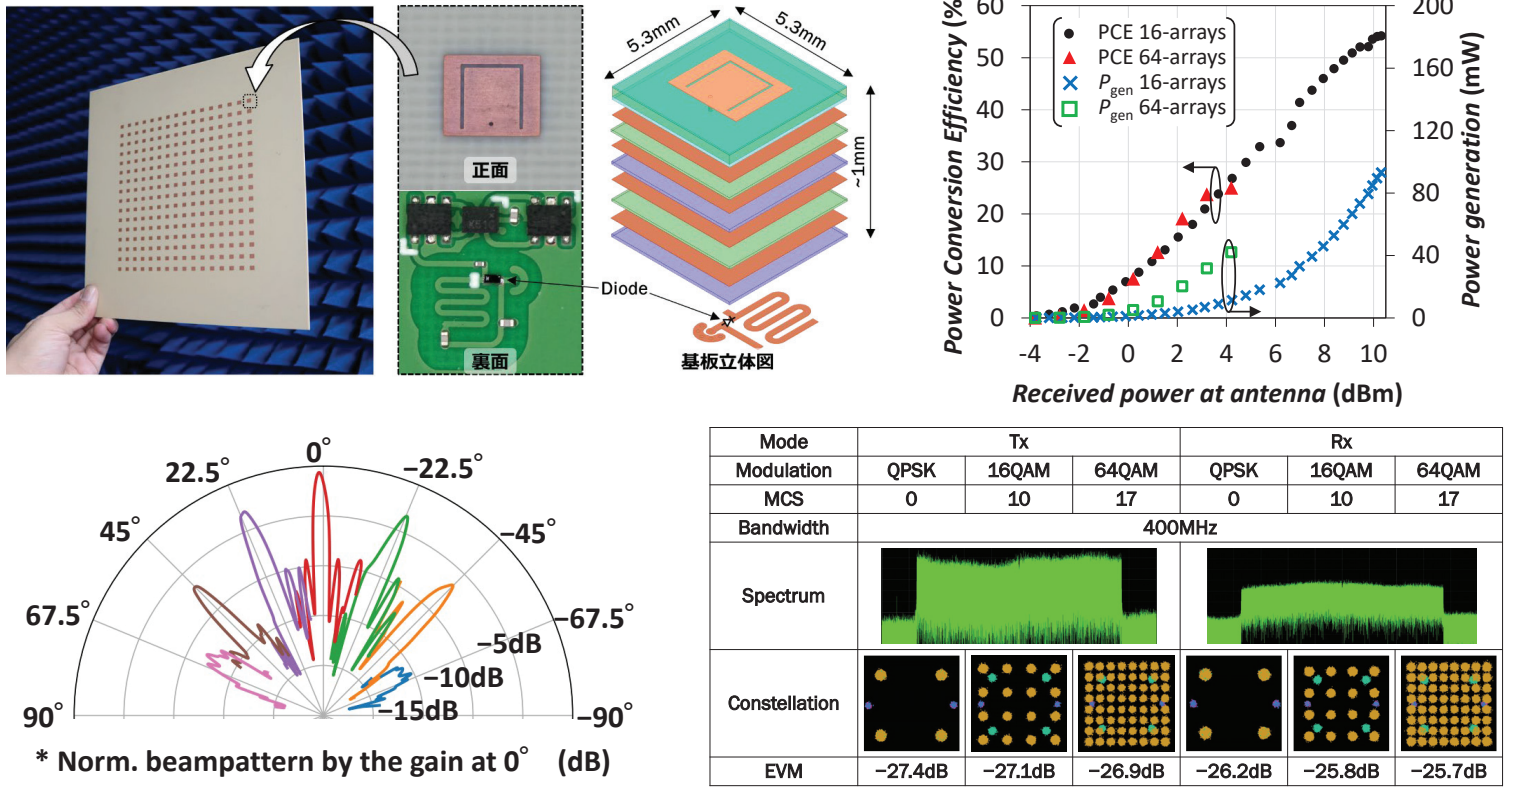 正面
裏面
Diode
5.3mm
5.3mm
~1mm
基板立体図
Power Conversion Efficiency (%
60
50
40
30
20
10
0
PCE 16-arrays
PCE 64-arrays
Pgen 16-arrays
Pgen 64-arrays
200
160
120
80
40
0
Power generation (mW)
-4 -2 0 2 4 6 8 10
Received power at antenna (dBm)
0°
22.5°
−22.5°
45°
−45°
67.5°
−67.5°
90°
−90°
−5dB
−10dB
−15dB
* Norm. beampattern by the gain at 0° (dB)
Mode Tx Rx
Modulation QPSK 16QAM 64QAM QPSK 16QAM 64QAM
MCS 0 10 17 0 10 17
Bandwidth 400MHz
Spectrum
Constellation
EVM −27.4dB −27.1dB −26.9dB −26.2dB −25.8dB −25.7dB